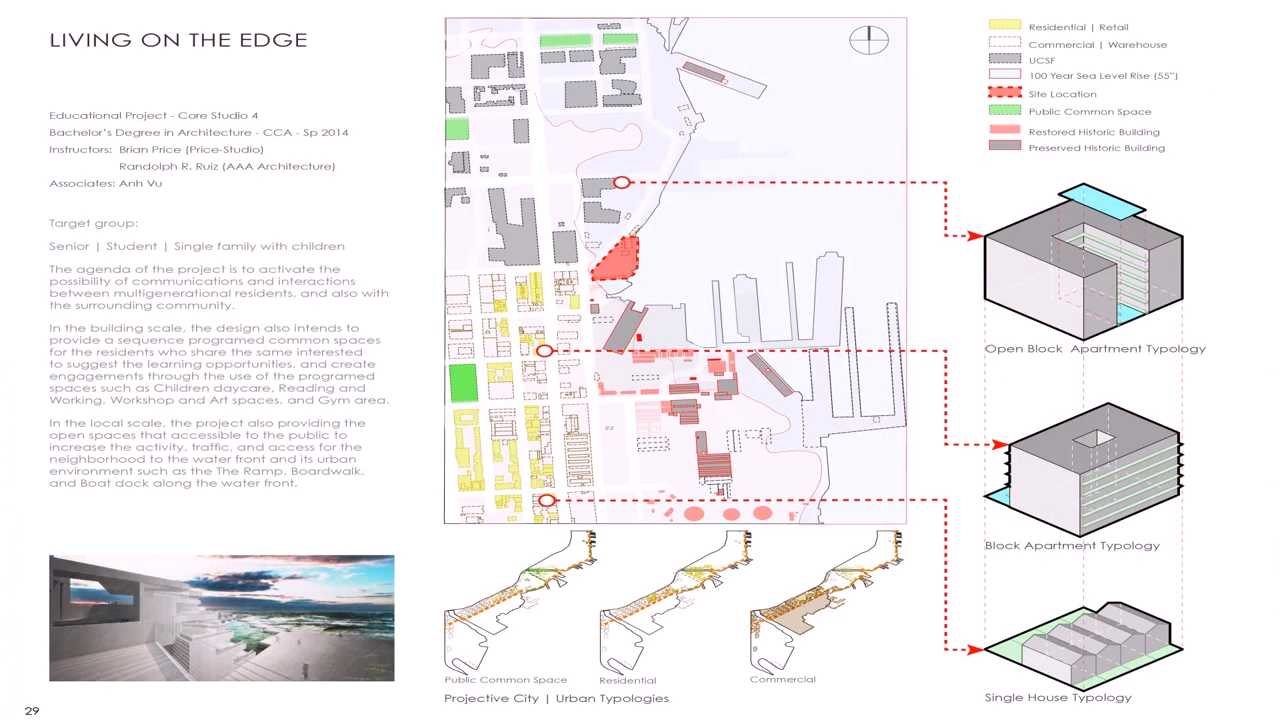 LIVING ON THE EDGE
Educational Project - Core Studio 4
Bachelor's Degree in Architecture - CCA - Sp 2014
Instructors: Brian Price (Price-Studio)
Randolph R. Ruiz (AAA Architecture)
Associates: Anh Vu
Target group:
Senior | Student | Single family with children
The agenda of the project is to activate the
possibility of communications and interactions
between multigenerational residents, and also with
the surrounding community.
In the building scale, the design also intends to
provide a sequence programed common spaces
for the residents who share the same interested
to suggest the learning opportunities, and create
engagements through the use of the programed
spaces such as Children daycare, Reading and
Working, Workshop and Art spaces, and Gym area.
In the local scale, the project also providing the
open spaces that accessible to the public to
increase the activity, traffic, and access for the
neighborhood to the water front and its urban
environment such as the The Ramp, Boardwalk,
and Boat dock along the water front.
29
Public Common Space
Residential
Commercial
Projective City | Urban Typologies
Residential | Retail
Commercial | Warehouse
UCSF
100 Year Sea Level Rise (55")
Site Location
Public Common Space
Restored Historic Building
Preserved Historic Building
Open Block Apartment Typology
Block Apartment Typology
Single House Typology